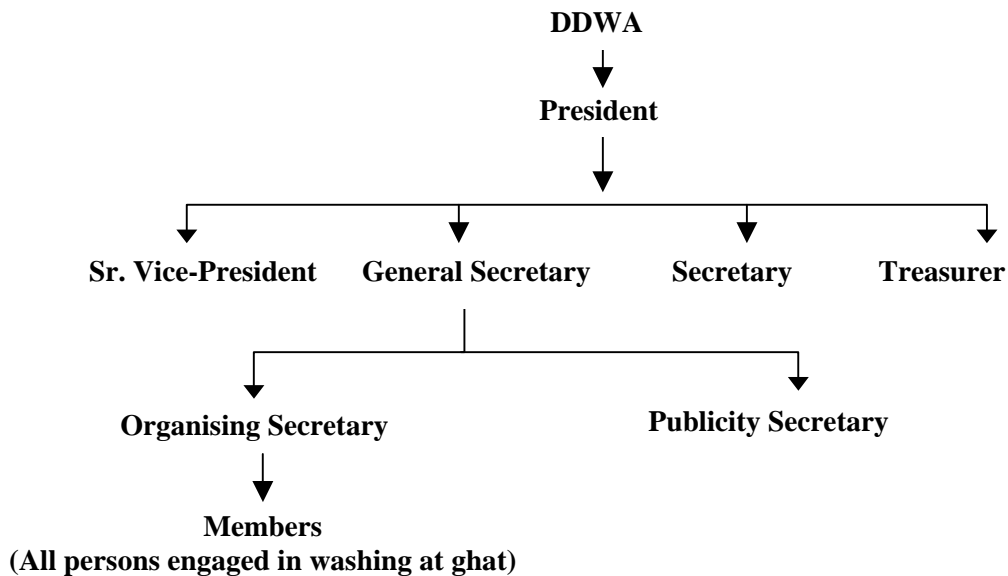 DDWA
President
Sr. Vice-President General Secretary Secretary Treasurer
Organising Secretary Publicity Secretary
Members
(All persons engaged in washing at ghat)